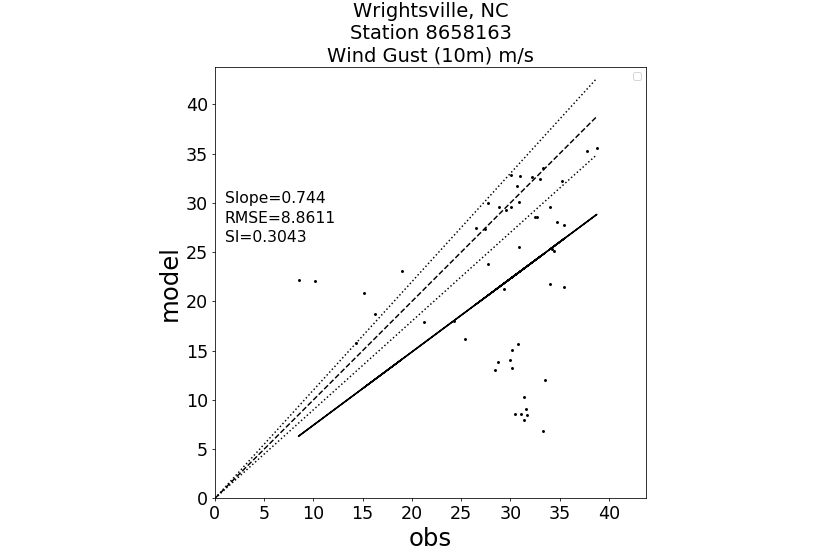 Wrightsville, NC
Station 8658163
Wind Gust (10m) m/s
40
35
30
25
20
15
10
5
0
Slope=0.744
RMSE=8.8611
SI=0.3043
model
0 5 10 15 20 25 30 35 40
obs